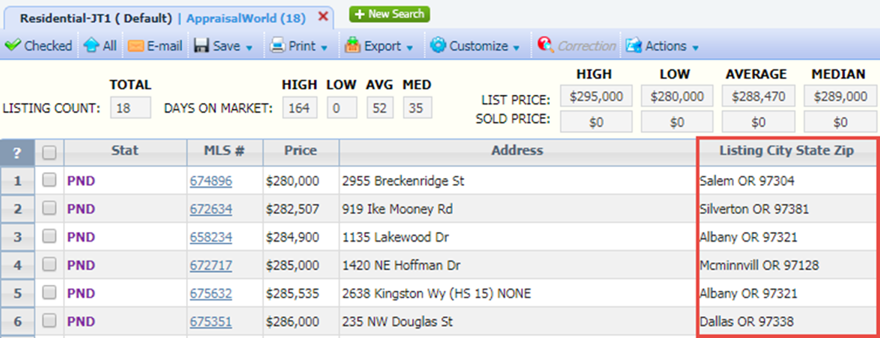 Residential-JT1 ( Default) | AppraisalWorld (18) X + New Search
Checked All E-mail Save Print Export Customize Correction Actions
TOTAL HIGH LOW AVG MED HIGH LOW AVERAGE MEDIAN
LISTING COUNT: 18 DAYS ON MARKET: 164 0 52 35 LIST PRICE: $295,000 $280,000 $288,470 $289,000
SOLD PRICE: $0 $0 $0 $0
? Stat MLS # Price Address Listing City State Zip
1 PND 674896 $280,000 2955 Breckenridge St Salem OR 97304
2 PND 672634 $282,507 919 Ike Mooney Rd Silverton OR 97381
3 PND 658234 $284,900 1135 Lakewood Dr Albany OR 97321
4 PND 672717 $285,000 1420 NE Hoffman Dr Mcminnvill OR 97128
5 PND 675632 $285,535 2638 Kingston Wy (HS 15) NONE Albany OR 97321
6 PND 675351 $286,000 235 NW Douglas St Dallas OR 97338